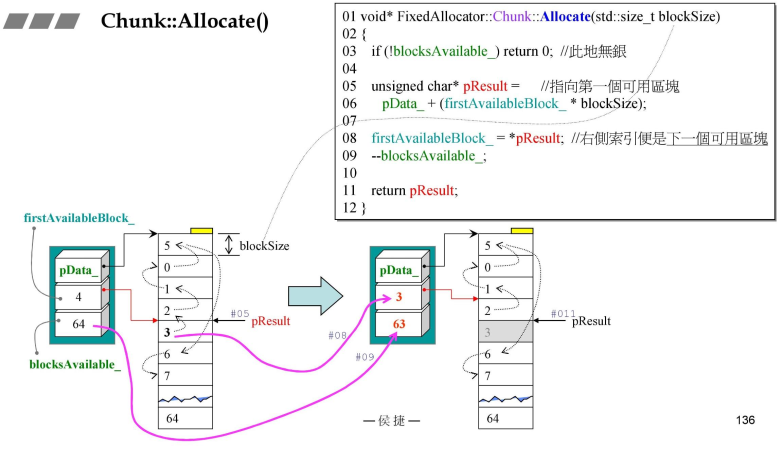 Chunk::Allocate()
01 void* FixedAllocator::Chunk::Allocate(std::size_t blockSize)
02 {
03 if (!blocksAvailable_) return 0; //此地無銀
04
05 unsigned char* pResult = //指向第一個可用區塊
06 pData_ + (firstAvailableBlock_ * blockSize);
07
08 firstAvailableBlock_ = *pResult; //右側索引便是下一個可用區塊
09 --blocksAvailable_;
10
11 return pResult;
12 }
firstAvailableBlock_
pData_
4
64
blocksAvailable_
5
0
1
2
3
6
7
64
blockSize
#05
pResult
#08
#09
pData_
3
63
5
0
1
2
3
6
7
64
#011
pResult
—侯捷—
136